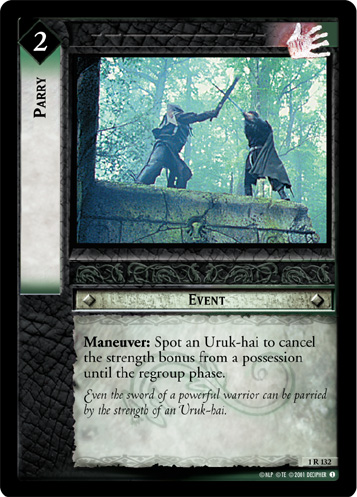 2
PARRY
EVENT
Maneuver: Spot an Uruk-hai to cancel
the strength bonus from a possession
until the regroup phase.
Even the sword of a powerful warrior can be parried
by the strength of an Uruk-hai.
1 R 132
©NLP ™&©TE ©2001 DECIPHER